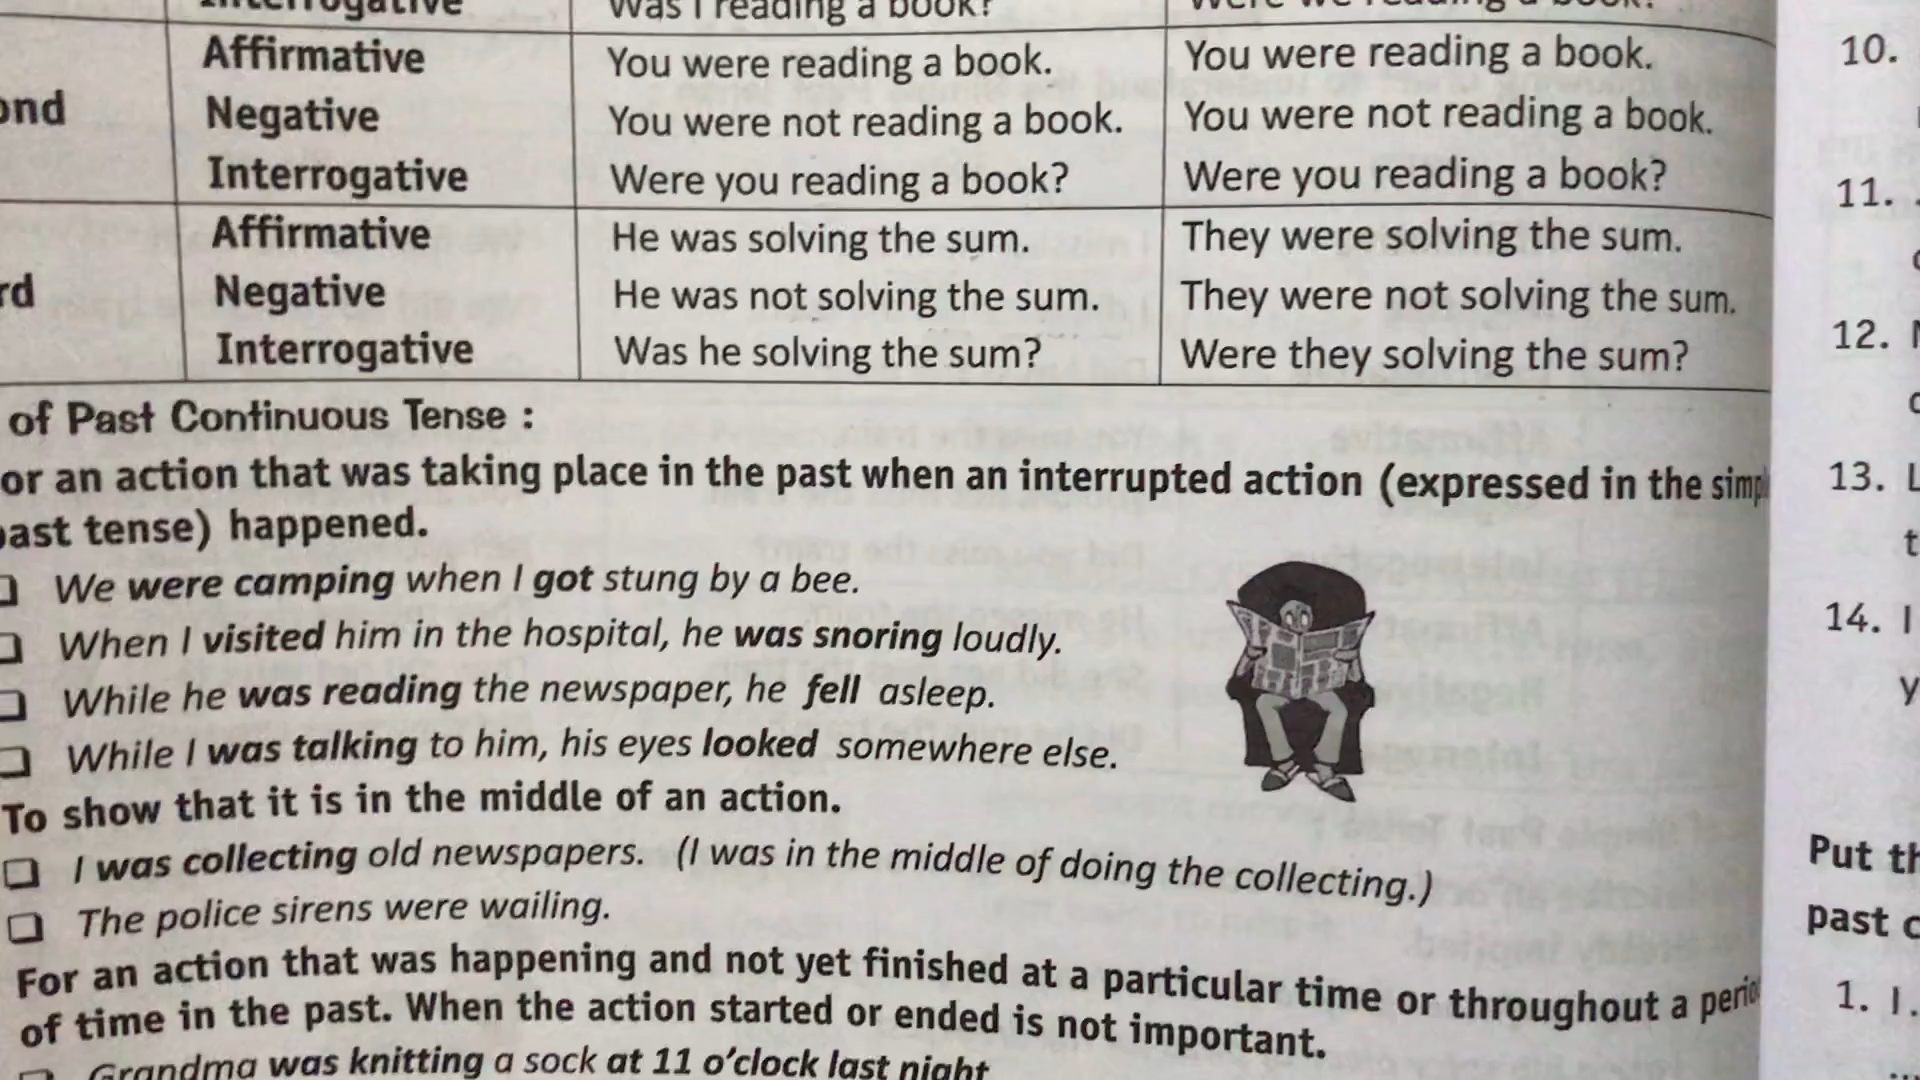 Interrogative Was I reading a book? Were we reading a book?
Affirmative You were reading a book. You were reading a book.
Negative You were not reading a book. You were not reading a book.
Interrogative Were you reading a book? Were you reading a book?
Affirmative He was solving the sum. They were solving the sum.
Negative He was not solving the sum. They were not solving the sum.
Interrogative Was he solving the sum? Were they solving the sum?
of Past Continuous Tense :
or an action that was taking place in the past when an interrupted action (expressed in the
past tense) happened.
We were camping when I got stung by a bee.
When I visited him in the hospital, he was snoring loudly.
While he was reading the newspaper, he fell asleep.
While I was talking to him, his eyes looked somewhere else.
To show that it is in the middle of an action.
I was collecting old newspapers. (I was in the middle of doing the collecting.)
The police sirens were wailing.
For an action that was happening and not yet finished at a particular time or throughout a
of time in the past. When the action started or ended is not important.
Grandma was knitting a sock at 11 o'clock last night
10.
11.
12.
13.
14. I
Put
past
1. I